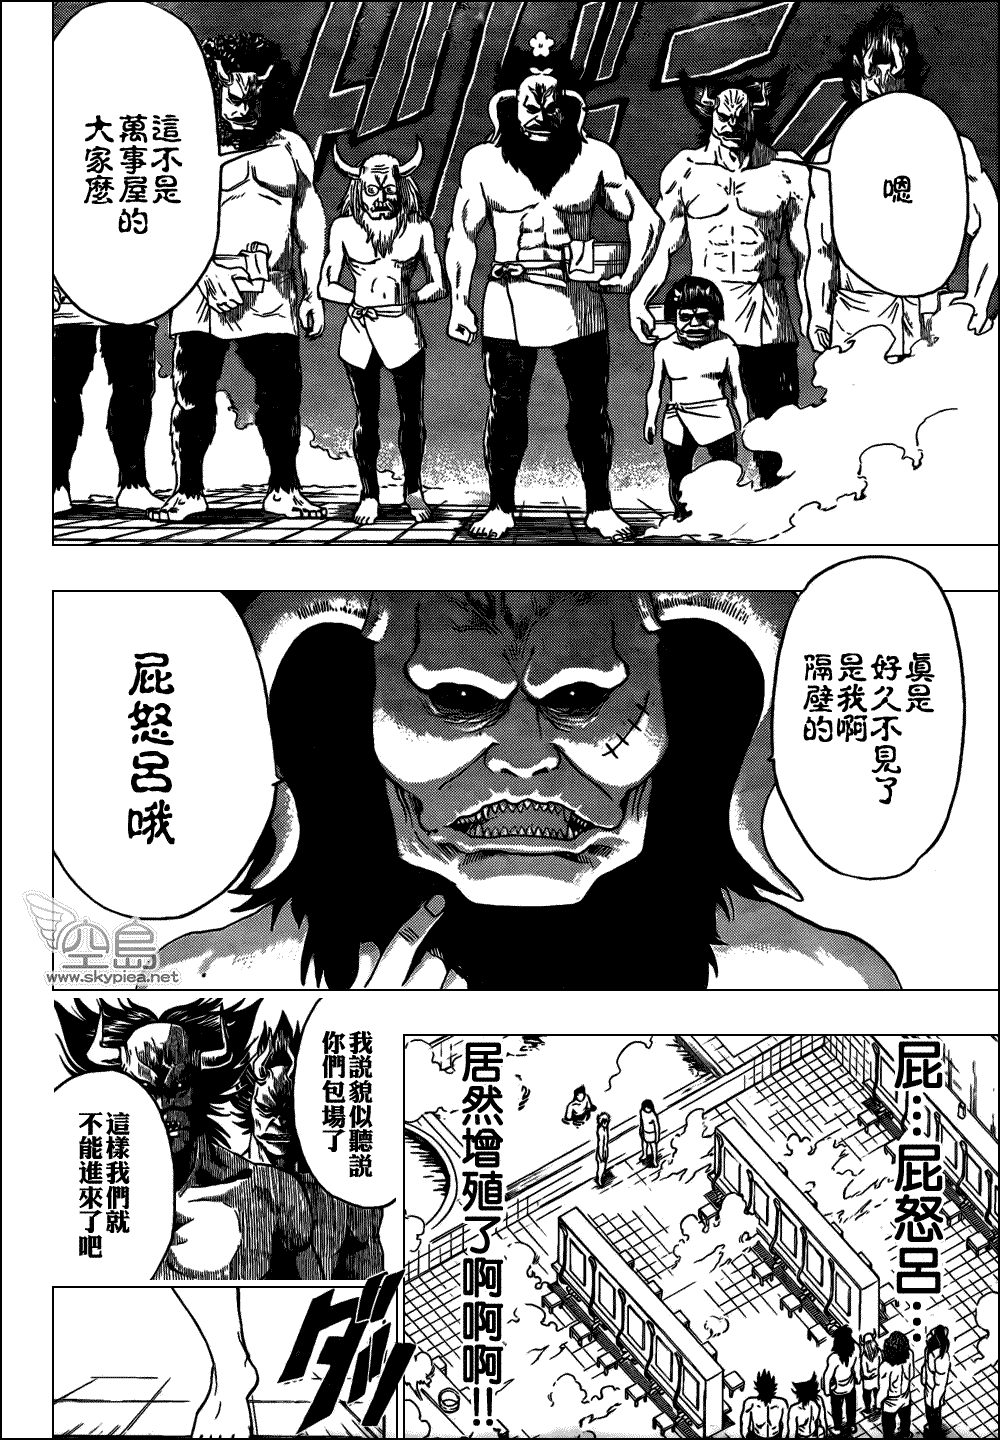 嗯
這不是
萬事屋的
大家麼
真是
好久不見了
是我啊
隔壁的
屁怒呂哦
空島
www.skypiea.net
屁…屁怒呂…
居然增殖了啊啊啊!!
我說貌似聽說
你們包場了
這樣我們就
不能進來了吧
ダッ